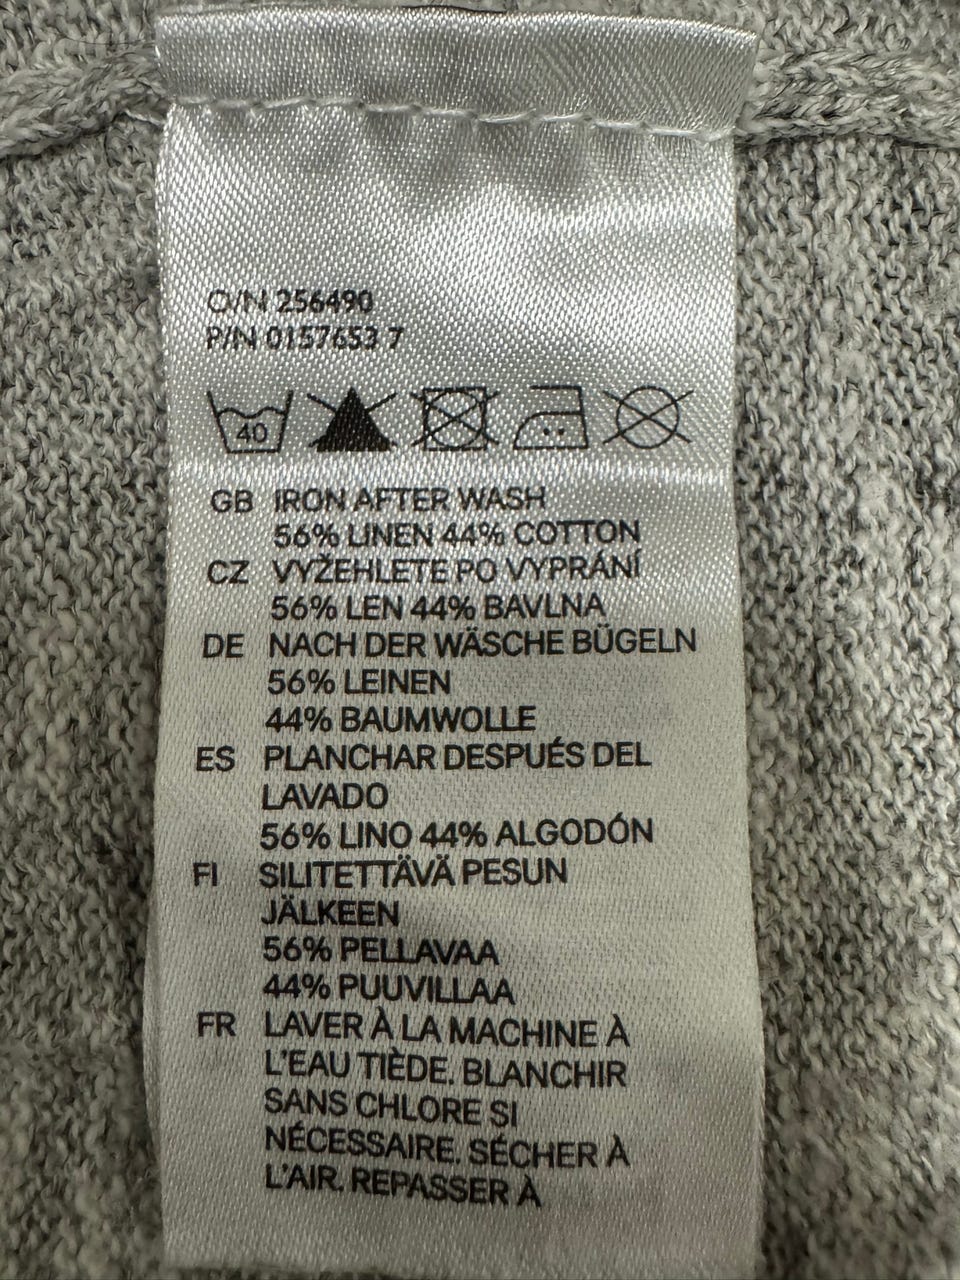 O/N 256490
P/N 0157653 7
40
GB IRON AFTER WASH
56% LINEN 44% COTTON
CZ VYŽEHLETE PO VYPRÁNÍ
56% LEN 44% BAVLNA
DE NACH DER WÄSCHE BÜGELN
56% LEINEN
44% BAUMWOLLE
ES PLANCHAR DESPUÉS DEL
LAVADO
56% LINO 44% ALGODÓN
FI SILITETTÄVÄ PESUN
JÄLKEEN
56% PELLAVAA
44% PUUVILLAA
FR LAVER À LA MACHINE À
L'EAU TIÈDE. BLANCHIR
SANS CHLORE SI
NÉCESSAIRE. SÉCHER À
L'AIR. REPASSER À